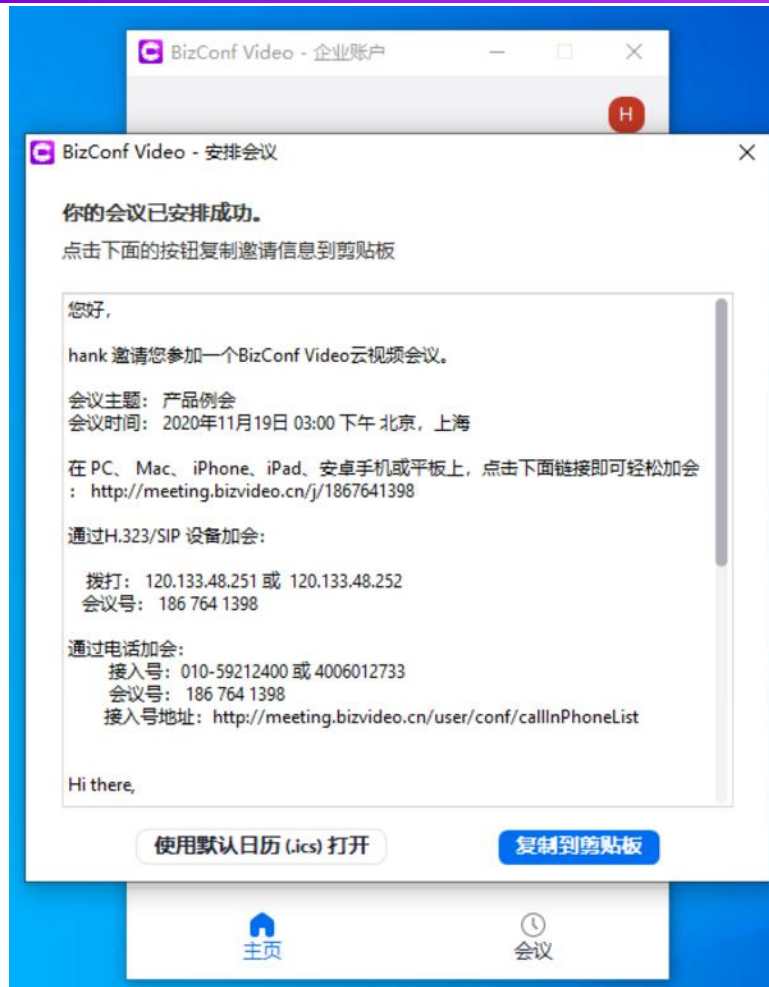 BizConf Video - 企业账户
H
BizConf Video - 安排会议
你的会议已安排成功。
点击下面的按钮复制邀请信息到剪贴板
您好,
hank 邀请您参加一个BizConf Video云视频会议。
会议主题: 产品例会
会议时间: 2020年11月19日 03:00 下午 北京，上海
在 PC、 Mac、 iPhone、iPad、安卓手机或平板上，点击下面链接即可轻松加会
: http://meeting.bizvideo.cn/j/1867641398
通过H.323/SIP 设备加会:
拨打: 120.133.48.251 或 120.133.48.252
会议号: 186 764 1398
通过电话加会:
接入号: 010-59212400 或 4006012733
会议号: 186 764 1398
接入号地址: http://meeting.bizvideo.cn/user/conf/callInPhoneList
Hi there,
使用默认日历 (.ics) 打开
复制到剪贴板
主页
会议